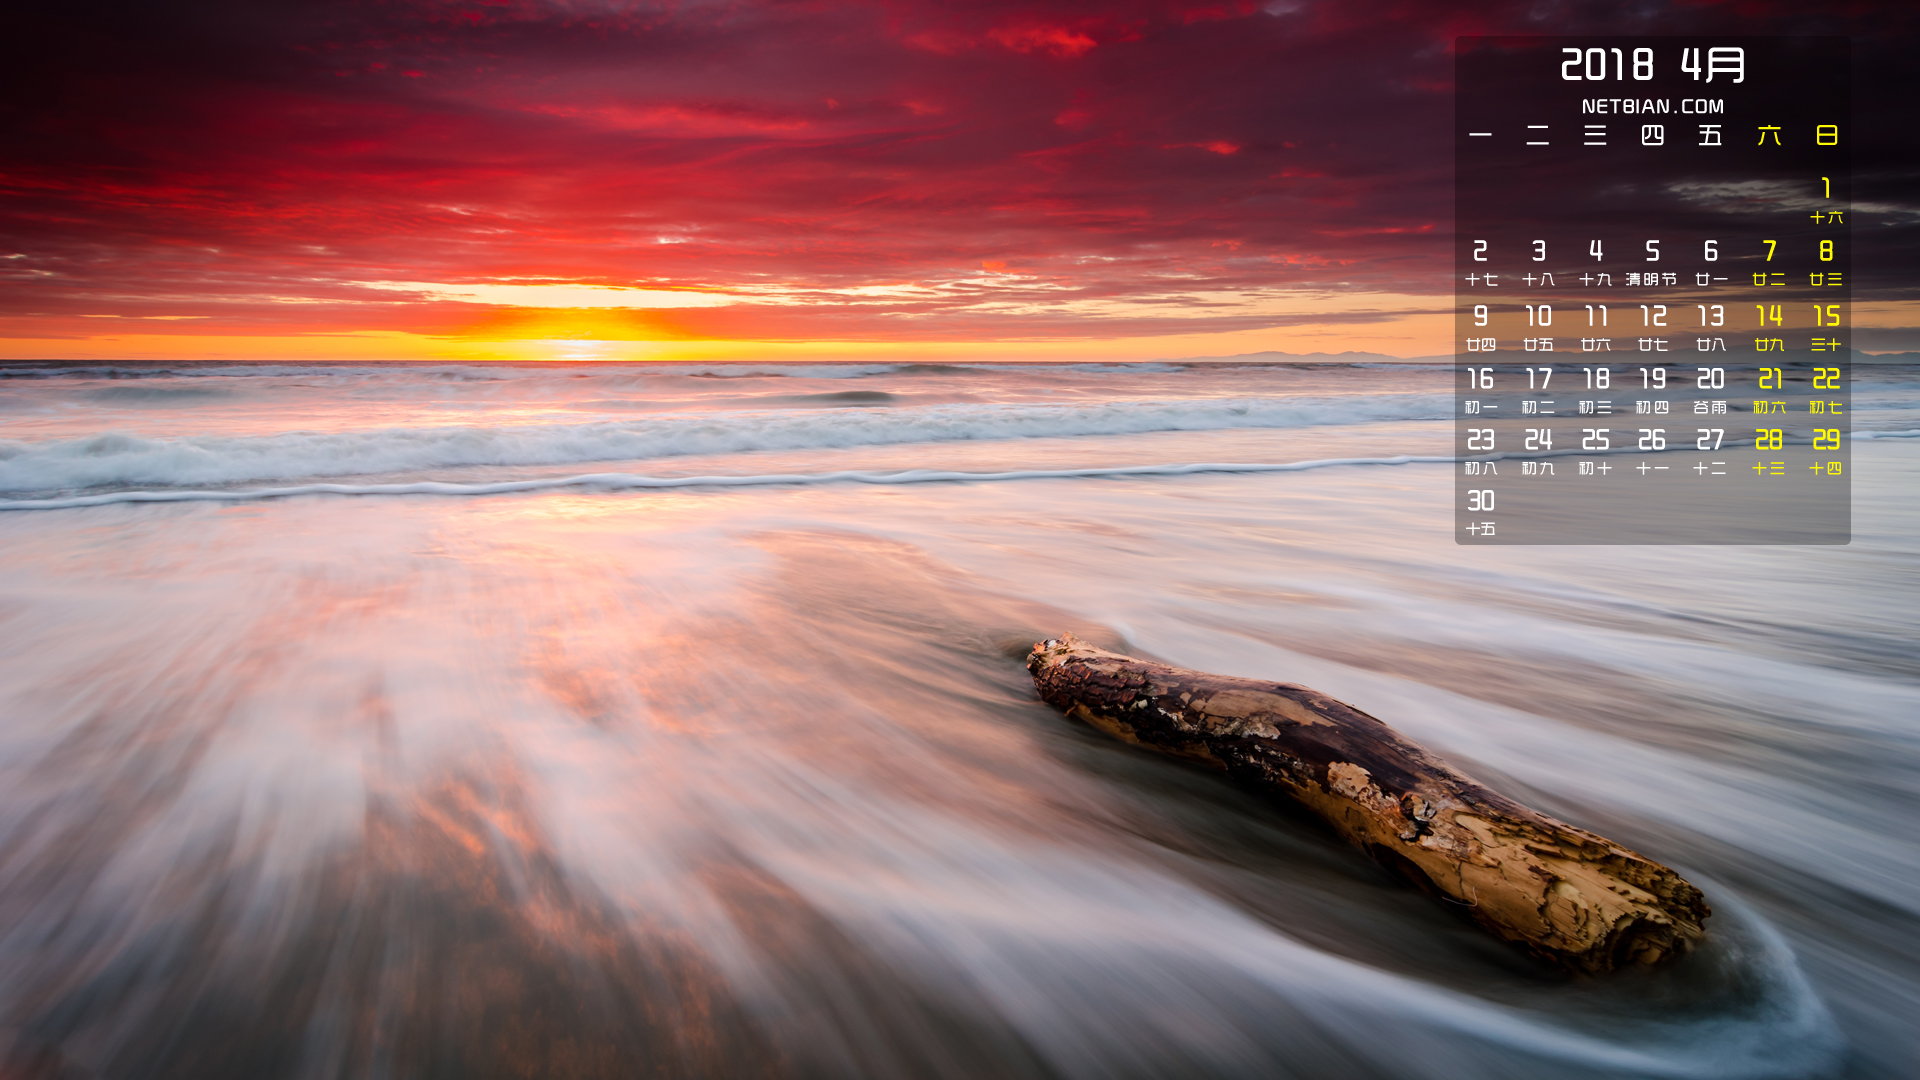 2018 4月
NETBIAN.COM
一 二 三 四 五 六 日
1
十六
2 3 4 5 6 7 8
十七 十八 十九 清明节 廿一 廿二 廿三
9 10 11 12 13 14 15
廿四 廿五 廿六 廿七 廿八 廿九 三十
16 17 18 19 20 21 22
初一 初二 初三 初四 谷雨 初六 初七
23 24 25 26 27 28 29
初八 初九 初十 十一 十二 十三 十四
30
十五